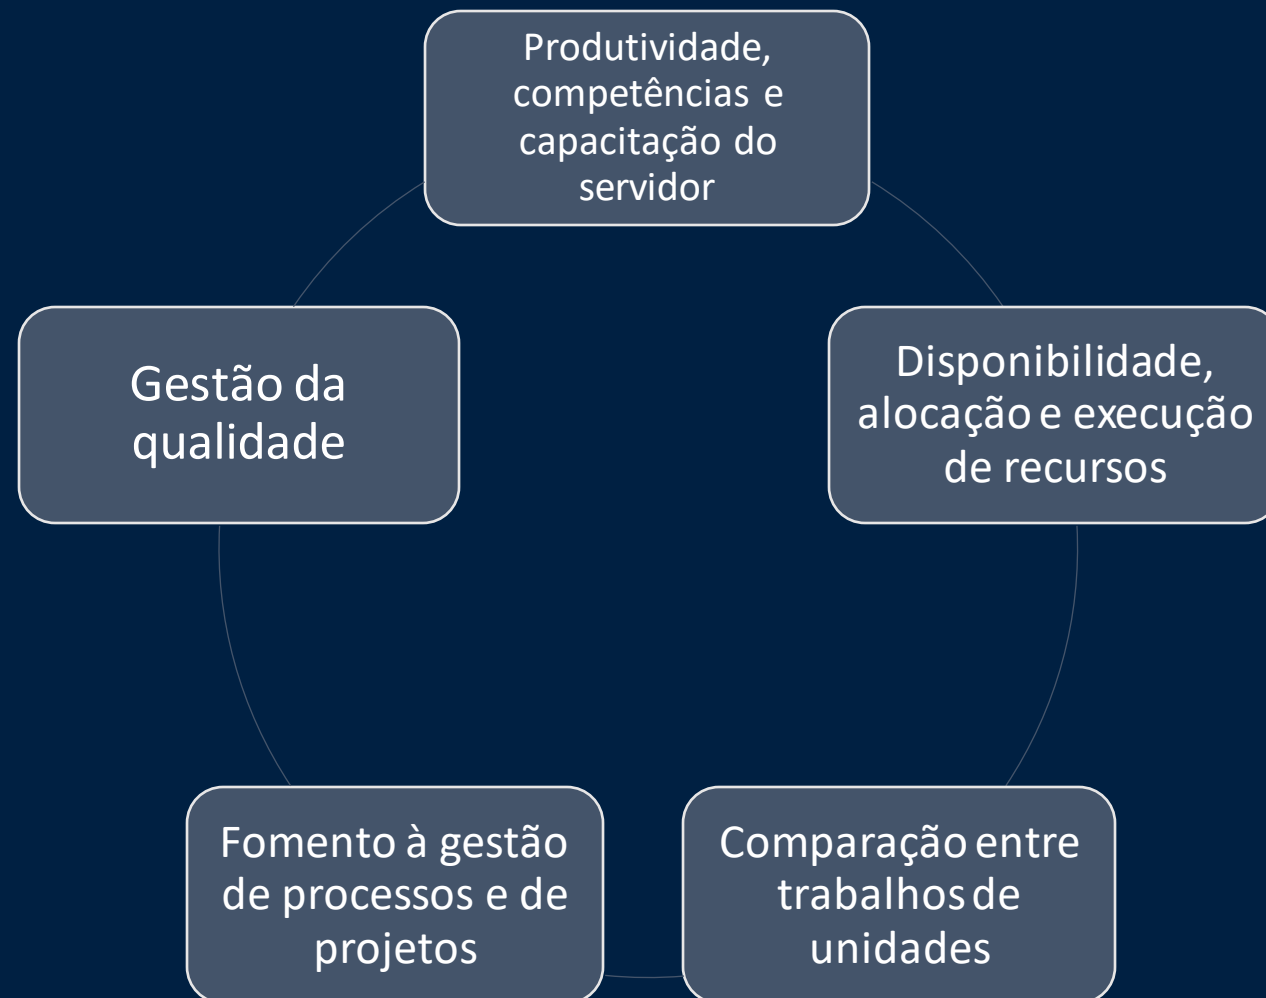 Produtividade,
competências e
capacitação do
servidor
Gestão da
qualidade
Disponibilidade,
alocação e execução
de recursos
Fomento à gestão
de processos e de
projetos
Comparação entre
trabalhos de
unidades